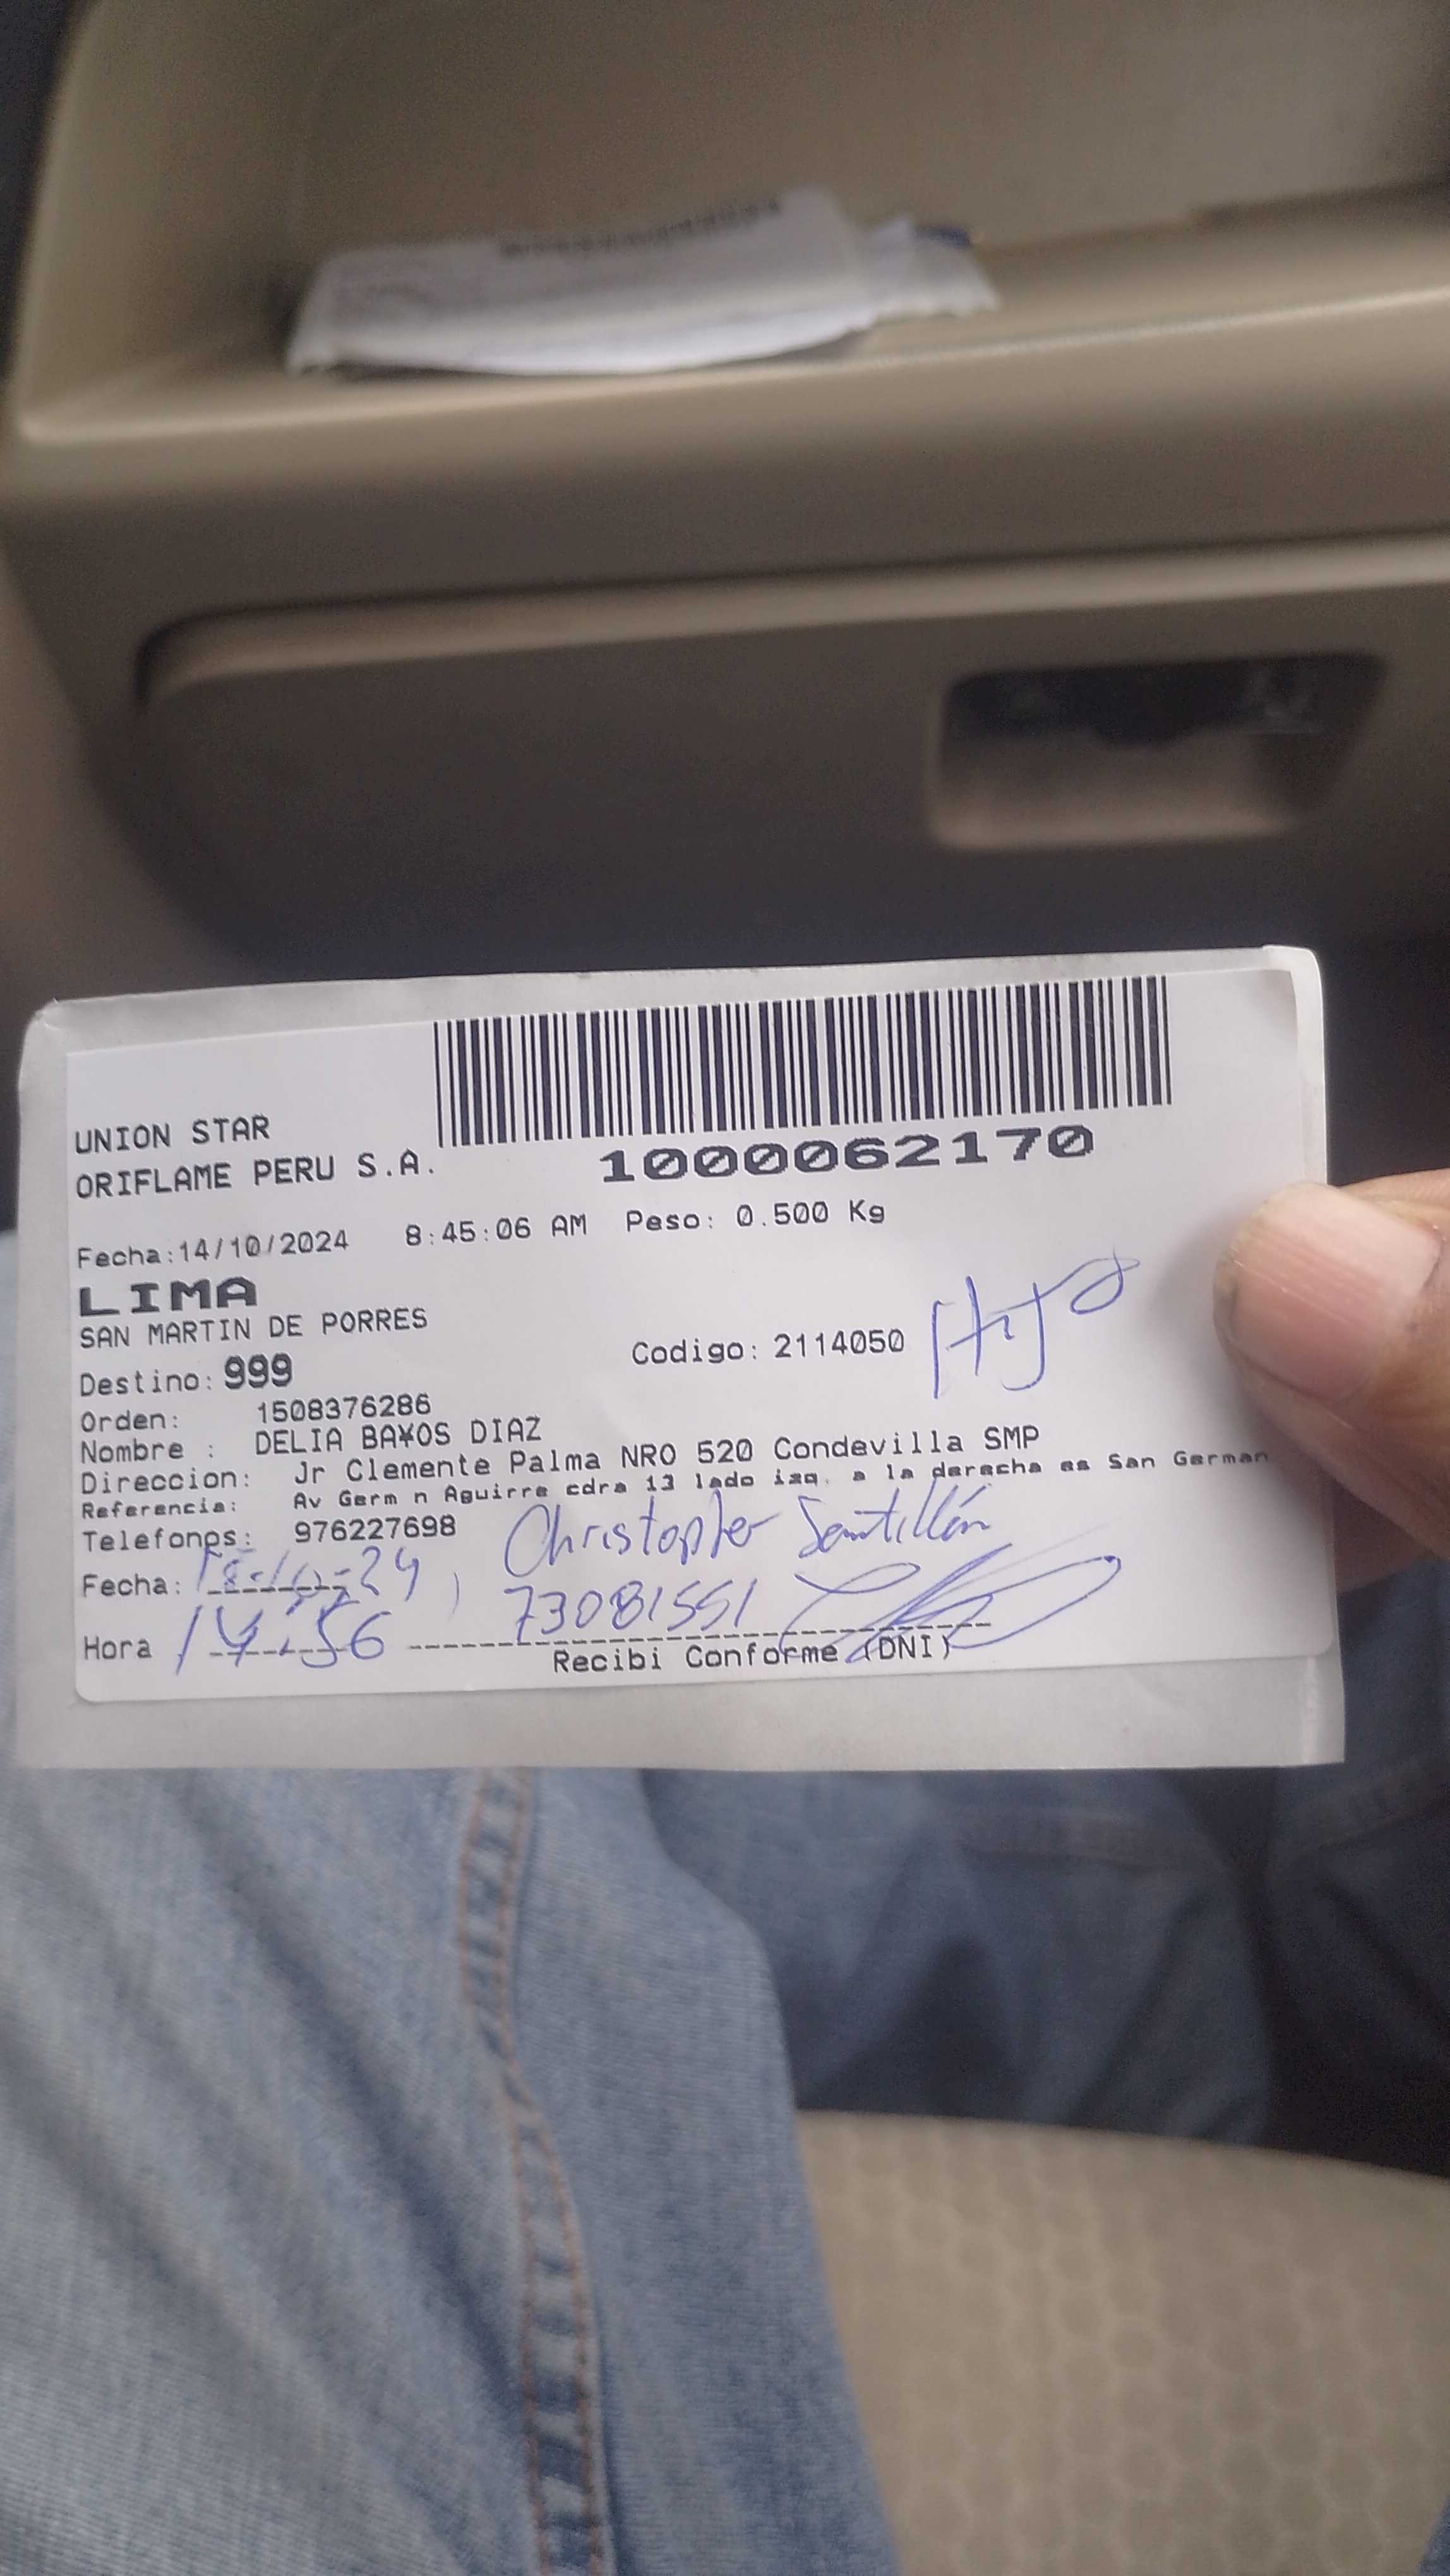 UNION STAR
ORIFLAME PERU S.A.
1000062170
Fecha:14/10/2024 8:45:06 AM Peso: 0.500 Kg
LIMA
SAN MARTIN DE PORRES
Destino: 999 Codigo: 2114050 Hijo
Orden: 1508376286
Nombre : DELIA BA¥OS DIAZ
Direccion: Jr Clemente Palma NRO 520 Condevilla SMP
Referencia: Av Germ n Aguirre cdra 13 lado izq. a la derecha es San German
Telefonos: 976227698 Christopher Santillán
Fecha: 73081551
Hora 14:56
Recibi Conforme (DNI)